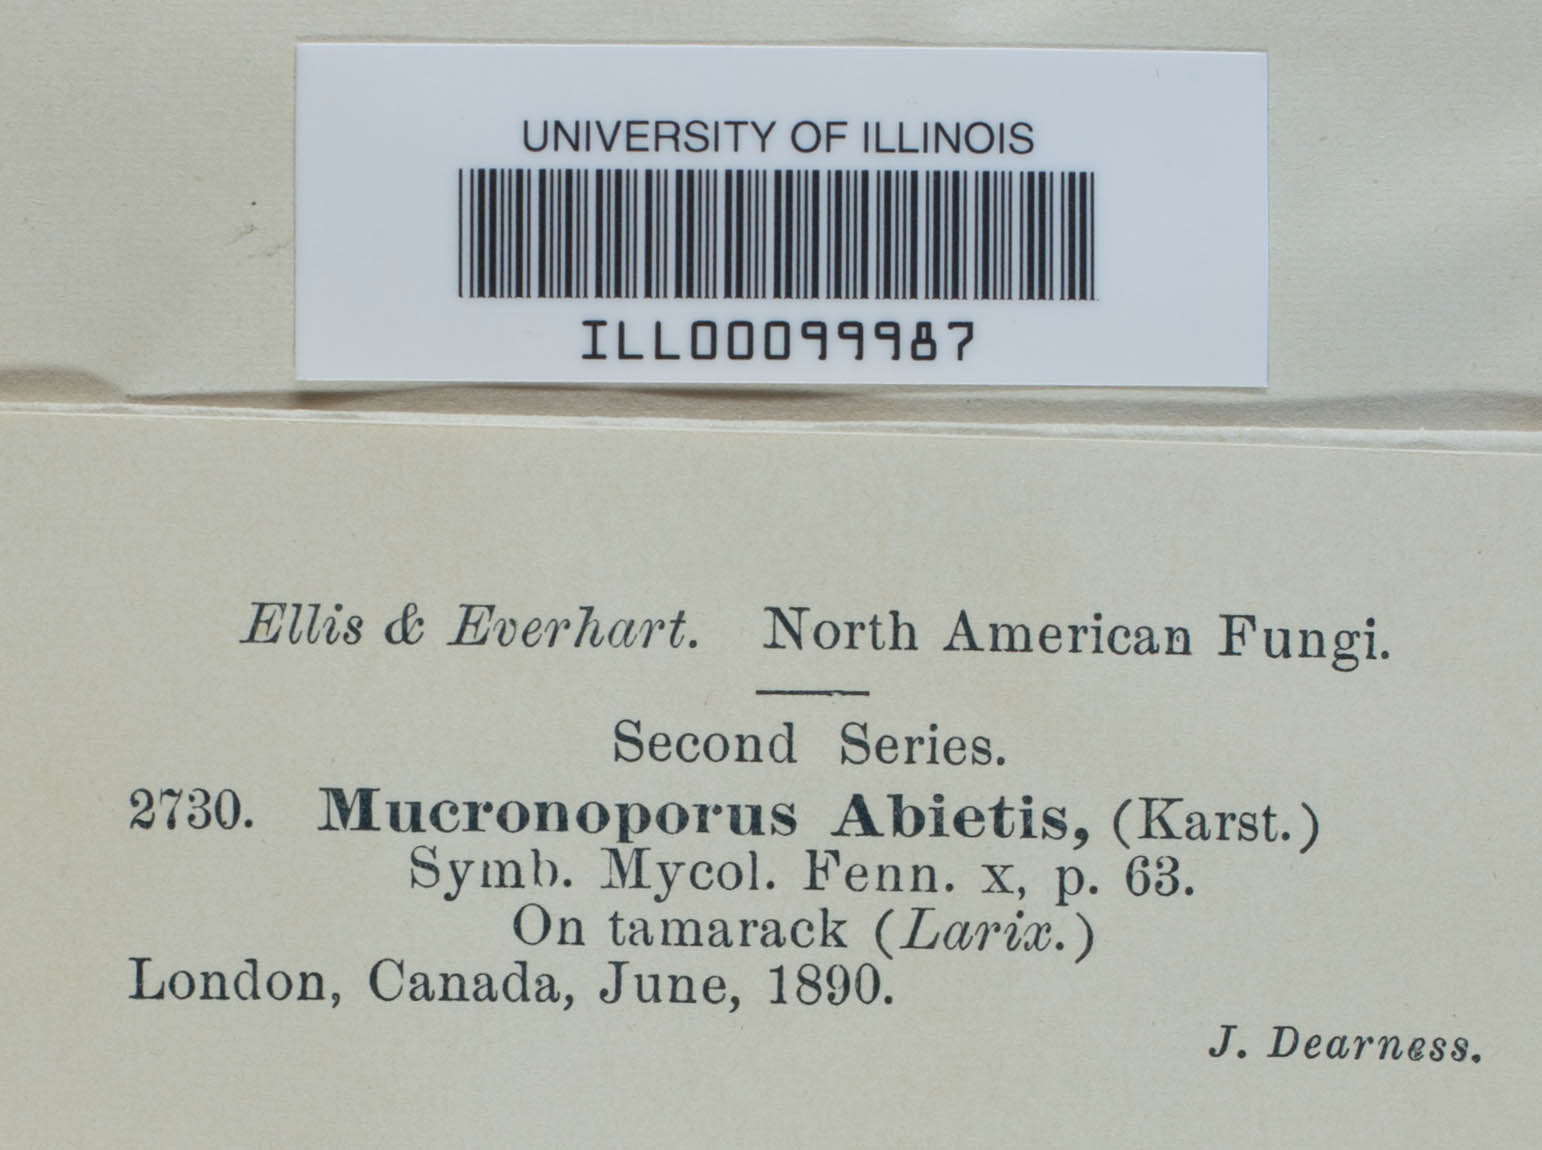 UNIVERSITY OF ILLINOIS
ILL00099987
Ellis & Everhart. North American Fungi.
Second Series.
2730. Mucronoporus Abietis, (Karst.)
Symb. Mycol. Fenn. x, p. 63.
On tamarack (Larix.)
London, Canada, June, 1890.
J. Dearness.